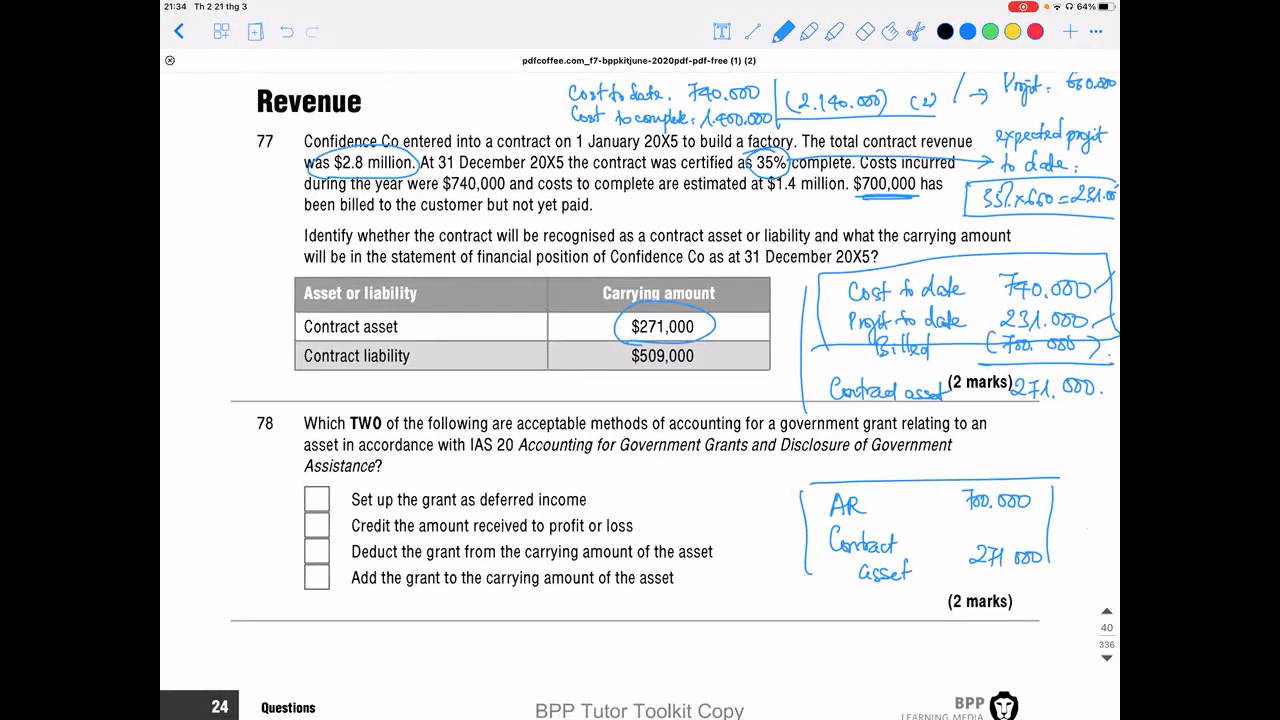 21:34 Th 2 21 thg 3
64%
pdfcoffee.com_f7-bppkitjune-2020pdf-pdf-free (1) (2)
Revenue
Cost to date. 740.000
Cost to complete: 1.400.000
(2.140.000) (2)
→ Profit: 660.000
77 Confidence Co entered into a contract on 1 January 20X5 to build a factory. The total contract revenue
was $2.8 million. At 31 December 20X5 the contract was certified as 35% complete. Costs incurred
during the year were $740,000 and costs to complete are estimated at $1.4 million. $700,000 has
been billed to the customer but not yet paid.
expected profit
to date:
35% x 660 = 231.00
Identify whether the contract will be recognised as a contract asset or liability and what the carrying amount
will be in the statement of financial position of Confidence Co as at 31 December 20X5?
Asset or liability Carrying amount
Contract asset $271,000
Contract liability $509,000
(2 marks)
Cost to date 740.000
Profit to date 231.000
Billed (700 000)
Contract asset 271.000.
78 Which TWO of the following are acceptable methods of accounting for a government grant relating to an
asset in accordance with IAS 20 Accounting for Government Grants and Disclosure of Government
Assistance?
Set up the grant as deferred income
Credit the amount received to profit or loss
Deduct the grant from the carrying amount of the asset
Add the grant to the carrying amount of the asset
(2 marks)
AR 700.000
Contract
asset 271 000
40
336
24 Questions
BPP Tutor Toolkit Copy
BPP
LEARNING MEDIA